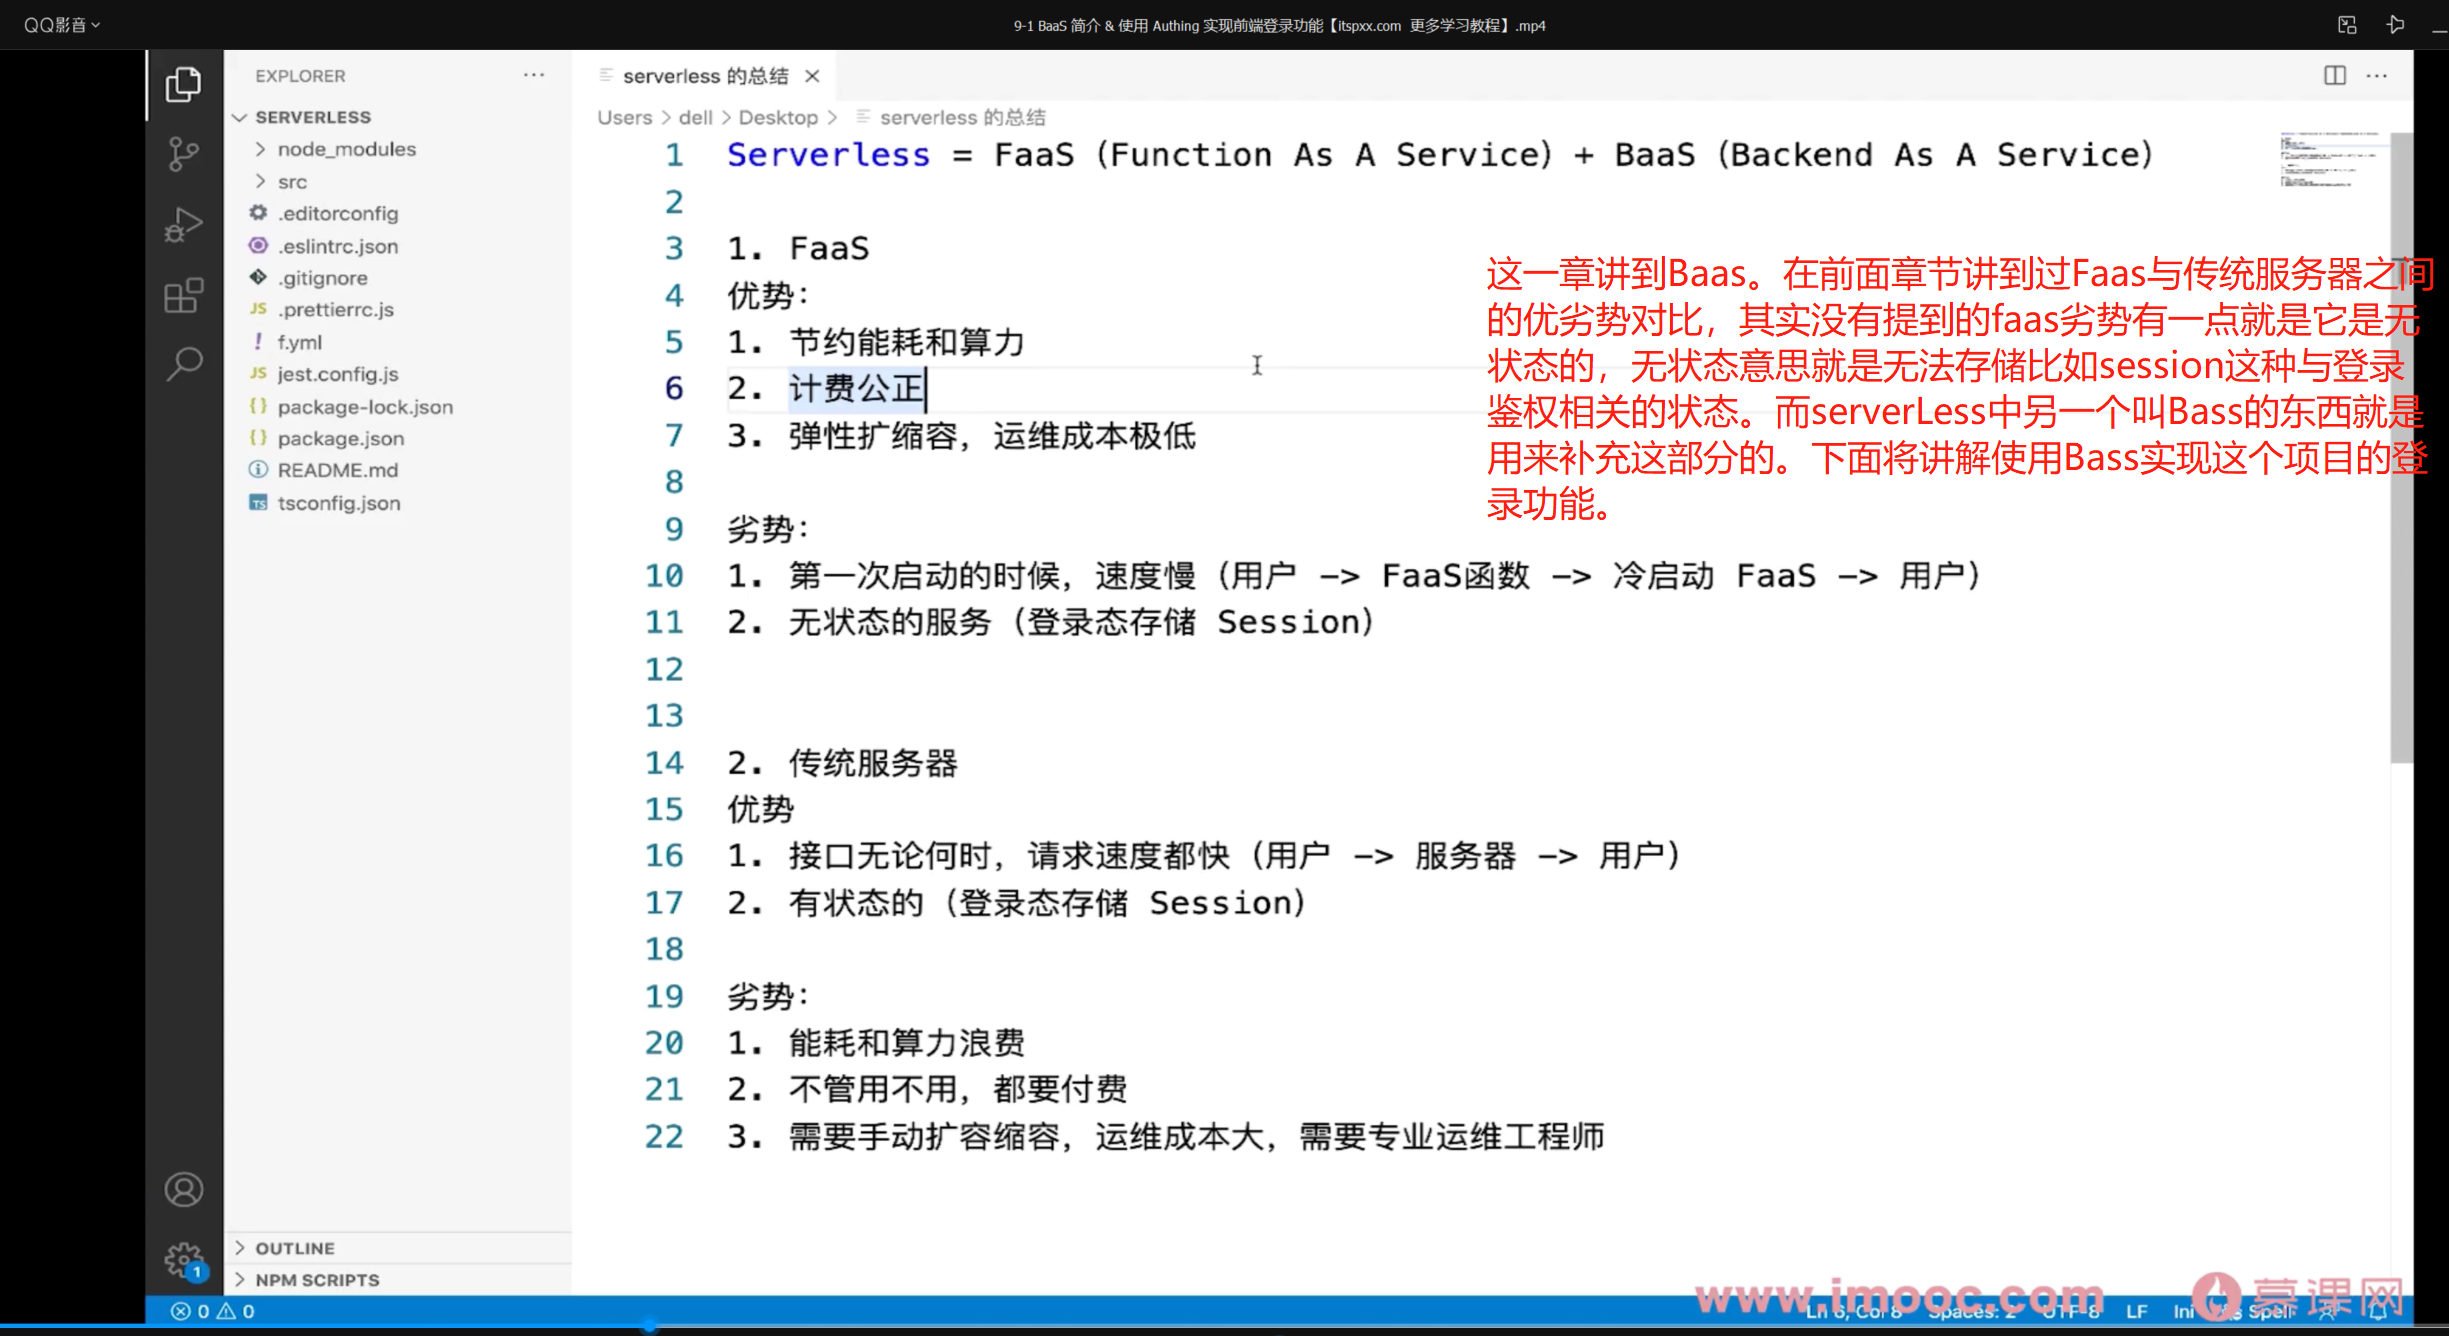 QQ影音
9-1 BaaS 简介 & 使用 Authing 实现前端登录功能【itspxx.com 更多学习教程】.mp4
EXPLORER
SERVERLESS
node_modules
src
.editorconfig
.eslintrc.json
.gitignore
JS .prettierrc.js
! f.yml
JS jest.config.js
{} package-lock.json
{} package.json
README.md
TS tsconfig.json
OUTLINE
NPM SCRIPTS
serverless 的总结
Users > dell > Desktop > serverless 的总结
1 Serverless = FaaS (Function As A Service) + BaaS (Backend As A Service)
2
3 1. FaaS
4 优势:
5 1. 节约能耗和算力
6 2. 计费公正
7 3. 弹性扩缩容，运维成本极低
8
9 劣势:
10 1. 第一次启动的时候，速度慢（用户 —> FaaS函数 —> 冷启动 FaaS —> 用户）
11 2. 无状态的服务（登录态存储 Session）
12
13
14 2. 传统服务器
15 优势
16 1. 接口无论何时，请求速度都快（用户 —> 服务器 —> 用户）
17 2. 有状态的（登录态存储 Session）
18
19 劣势:
20 1. 能耗和算力浪费
21 2. 不管用不用，都要付费
22 3. 需要手动扩容缩容，运维成本大，需要专业运维工程师
这一章讲到Baas。在前面章节讲到过Faas与传统服务器之间
的优劣势对比，其实没有提到的faas劣势有一点就是它是无
状态的，无状态意思就是无法存储比如session这种与登录
鉴权相关的状态。而serverLess中另一个叫Bass的东西就是
用来补充这部分的。下面将讲解使用Bass实现这个项目的登
录功能。
www.imooc.com 慕课网
1
0 0
Ln 6, Col 8 Spaces: 2 UTF-8 LF Ini Spell